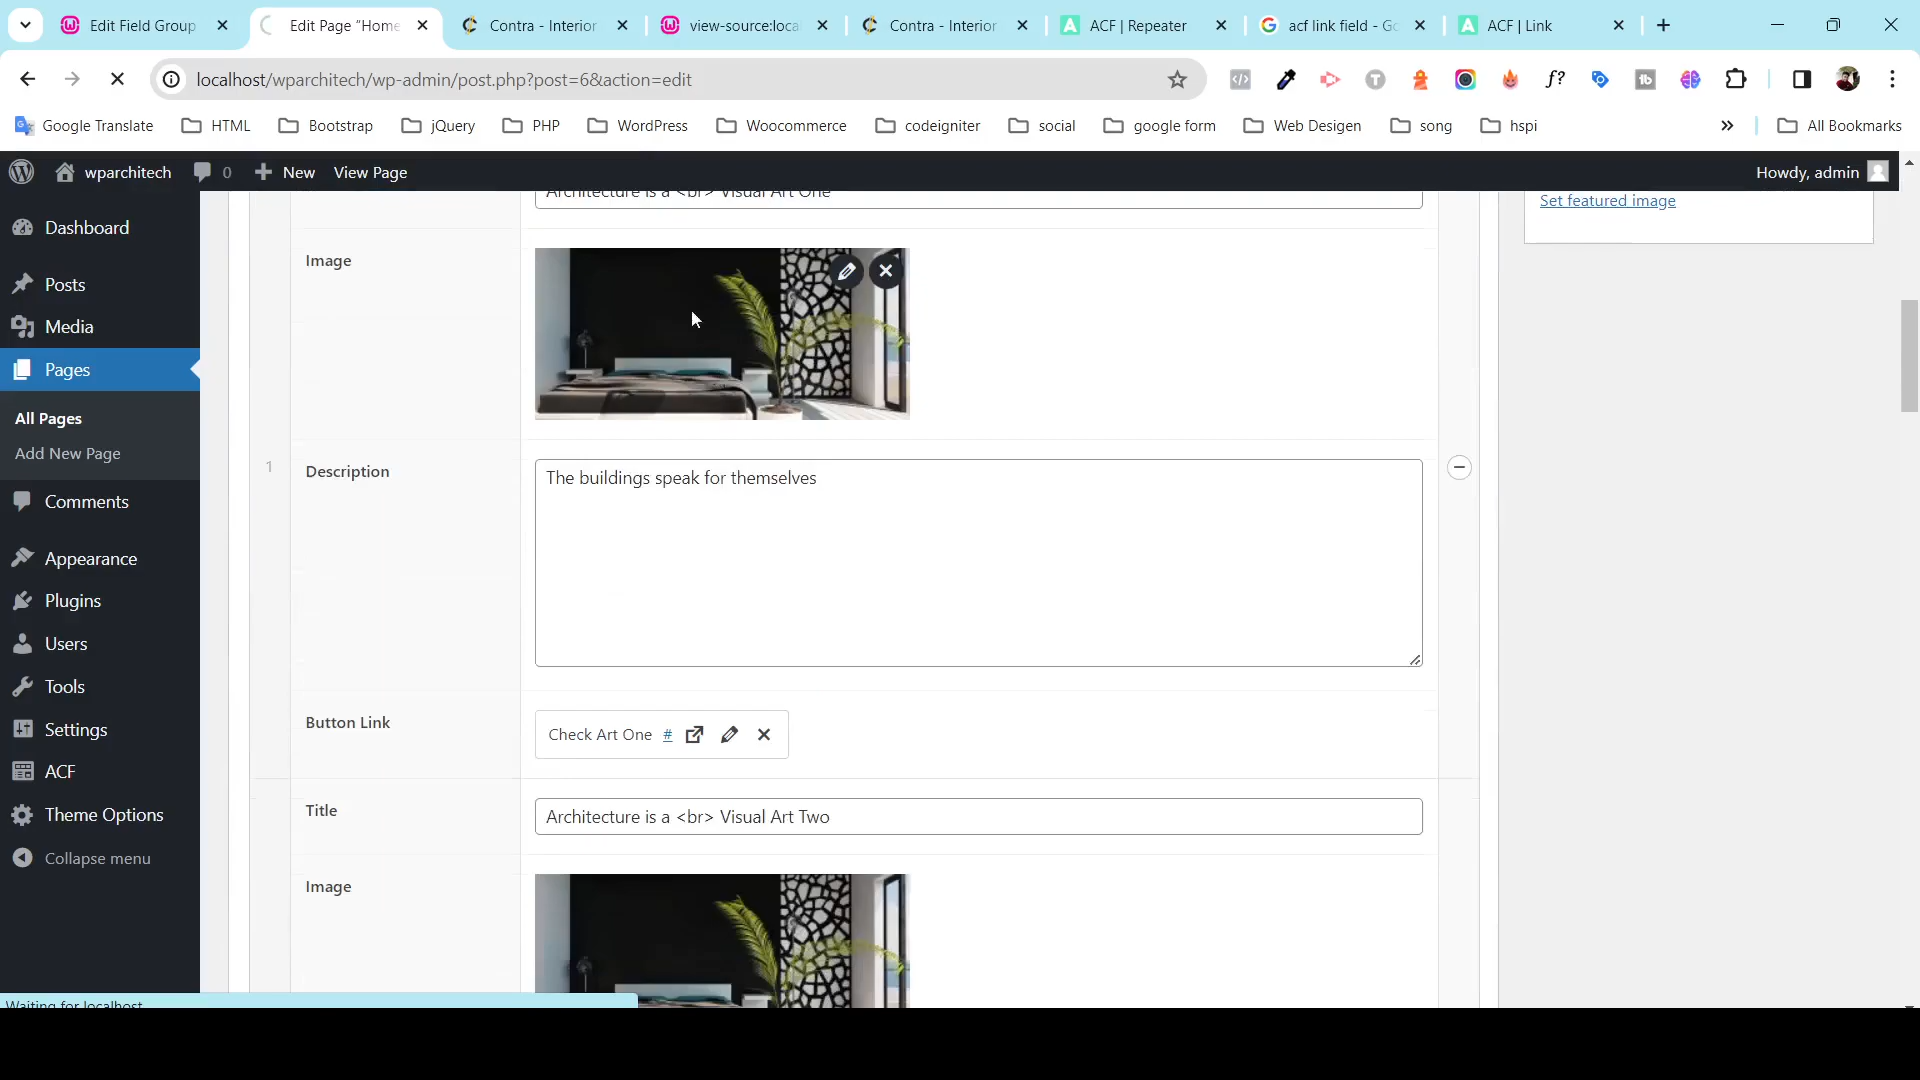 Edit Field Group
Edit Page "Home
Contra - Interior
view-source:loca
Contra - Interior
ACF | Repeater
acf link field - Go
ACF | Link
localhost/wparchitech/wp-admin/post.php?post=6&action=edit
Google Translate
HTML
Bootstrap
jQuery
PHP
WordPress
Woocommerce
codeigniter
social
google form
Web Desigen
song
hspi
All Bookmarks
wparchitech
0
New
View Page
Howdy, admin
Architecture is a <br> Visual Art One
Set featured image
Dashboard
Posts
Media
Pages
All Pages
Add New Page
Comments
Appearance
Plugins
Users
Tools
Settings
ACF
Theme Options
Collapse menu
Image
1
Description
The buildings speak for themselves
Button Link
Check Art One #
Title
Architecture is a <br> Visual Art Two
Image
Waiting for localhost